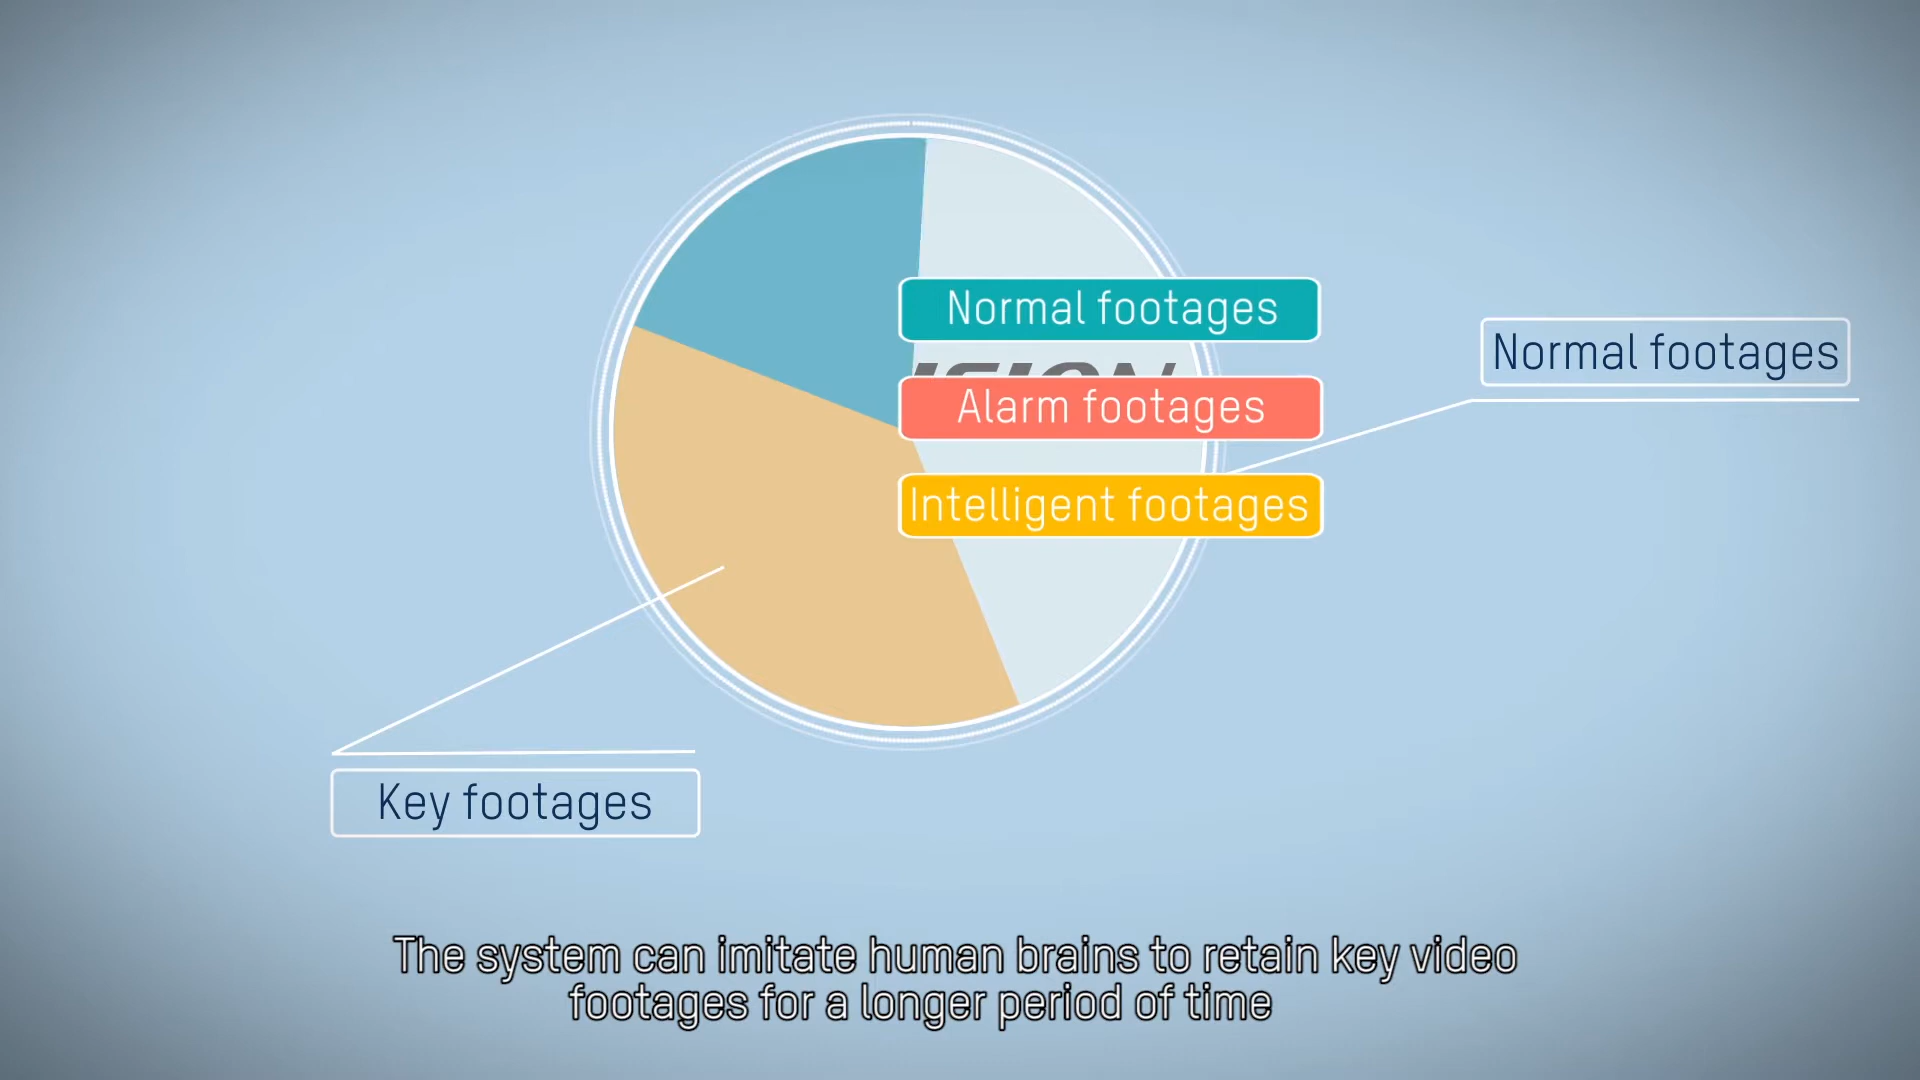 Normal footages
Normal footages
Alarm footages
Intelligent footages
Key footages
The system can imitate human brains to retain key video
footages for a longer period of time